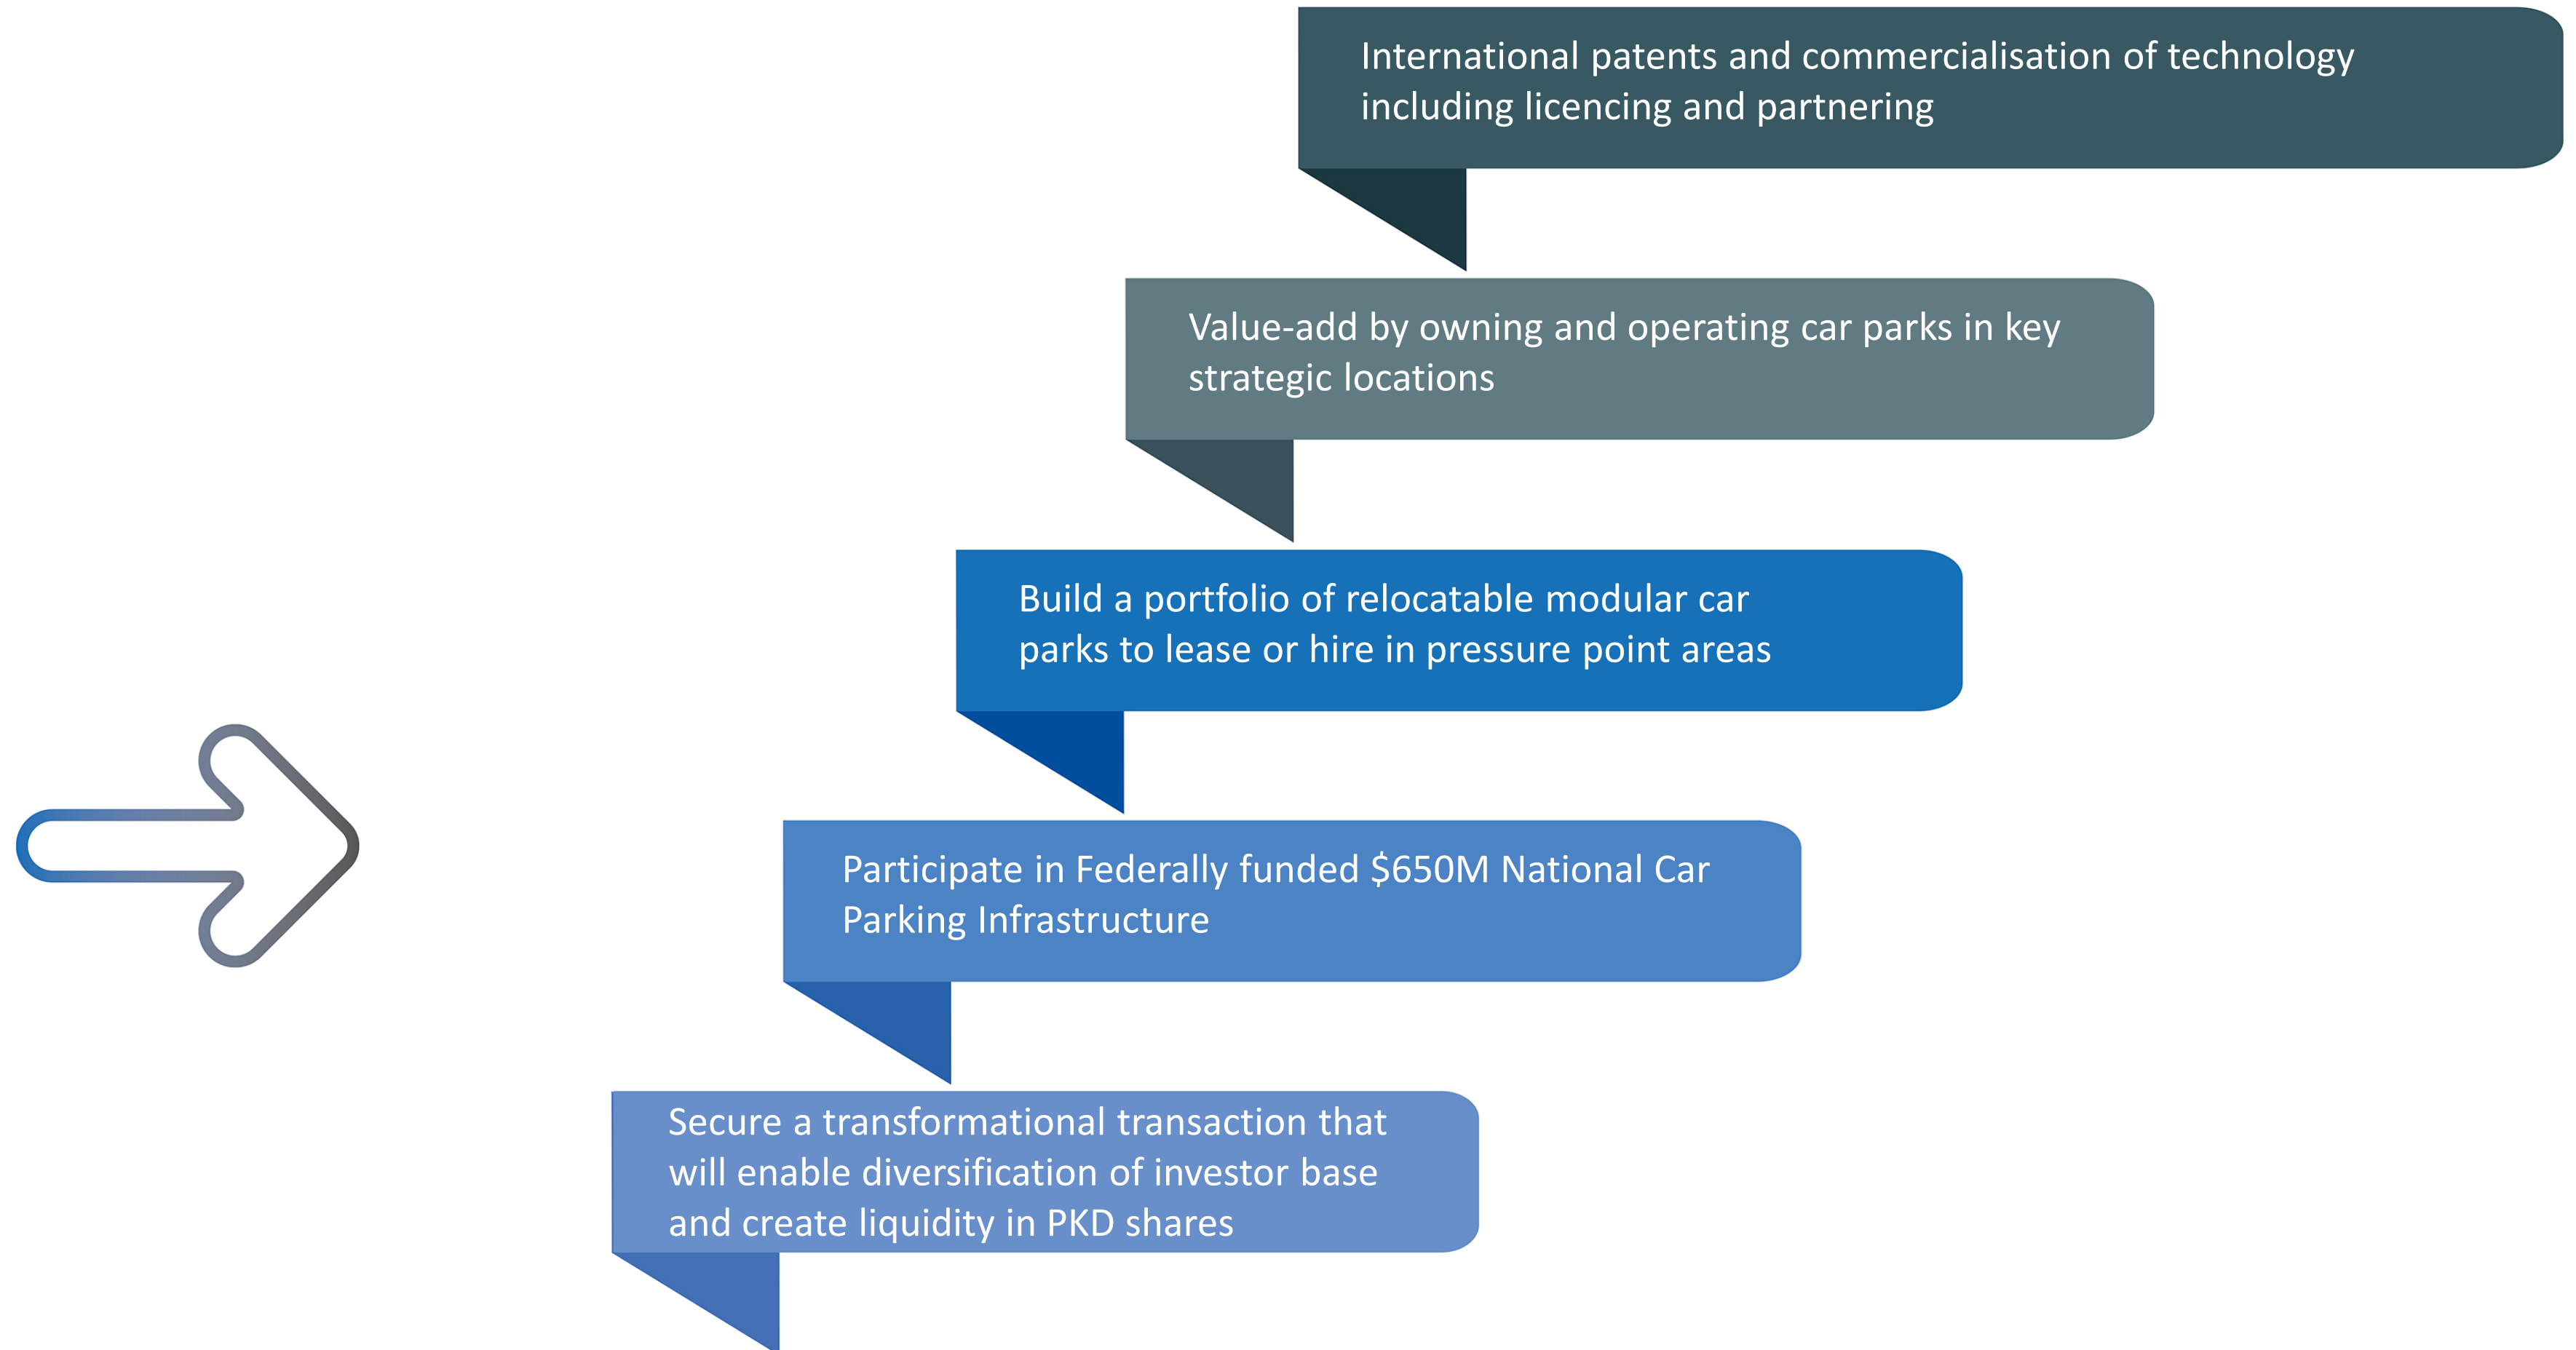 International patents and commercialisation of technology
including licencing and partnering
Value-add by owning and operating car parks in key
strategic locations
Build a portfolio of relocatable modular car
parks to lease or hire in pressure point areas
Participate in Federally funded $650M National Car
Parking Infrastructure
Secure a transformational transaction that
will enable diversification of investor base
and create liquidity in PKD shares